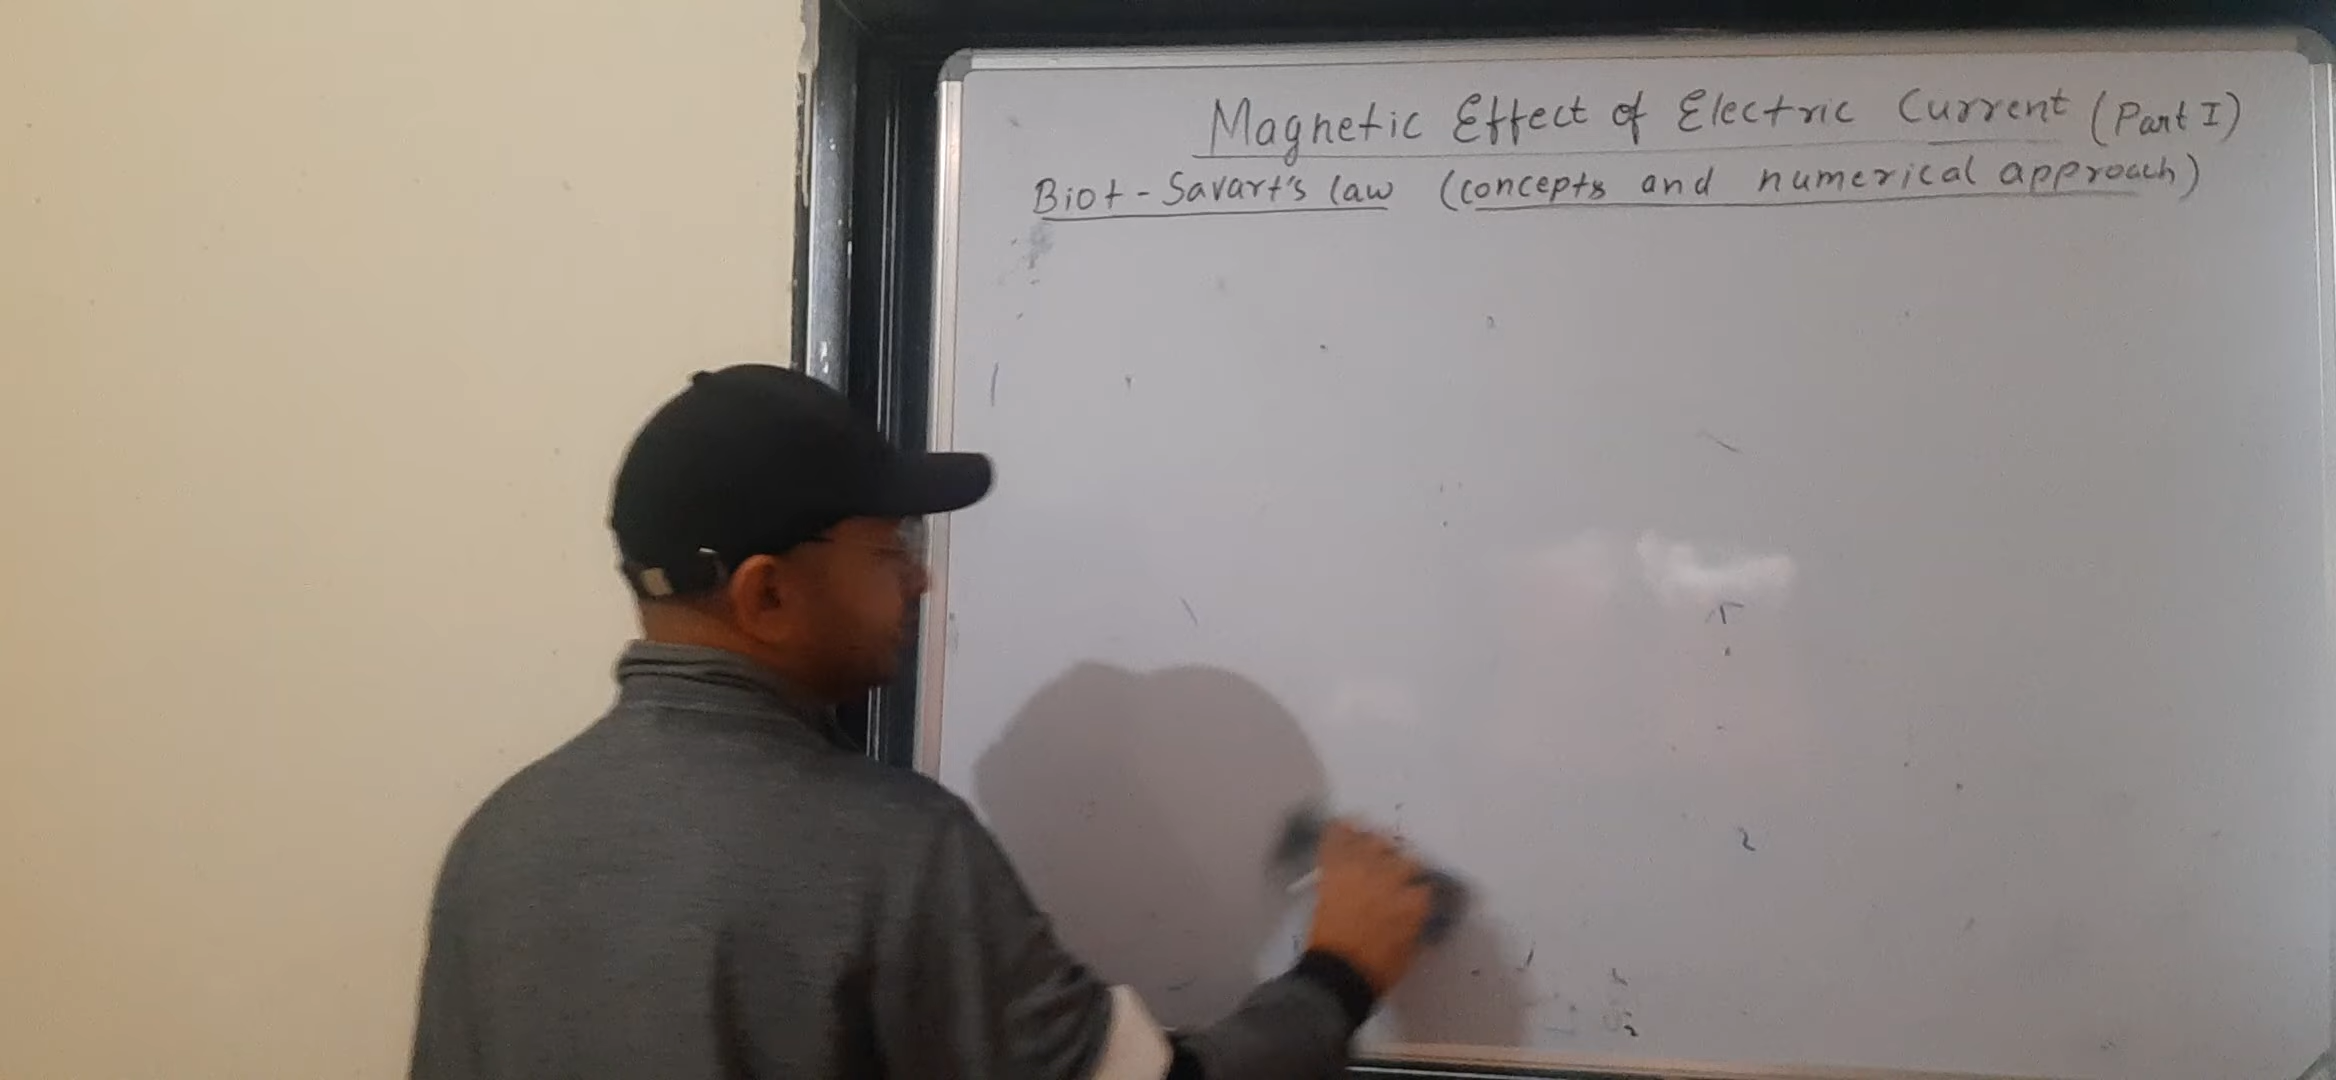 Magnetic Effect of Electric Current (Part I)
Biot-Savart's law (concepts and numerical approach)